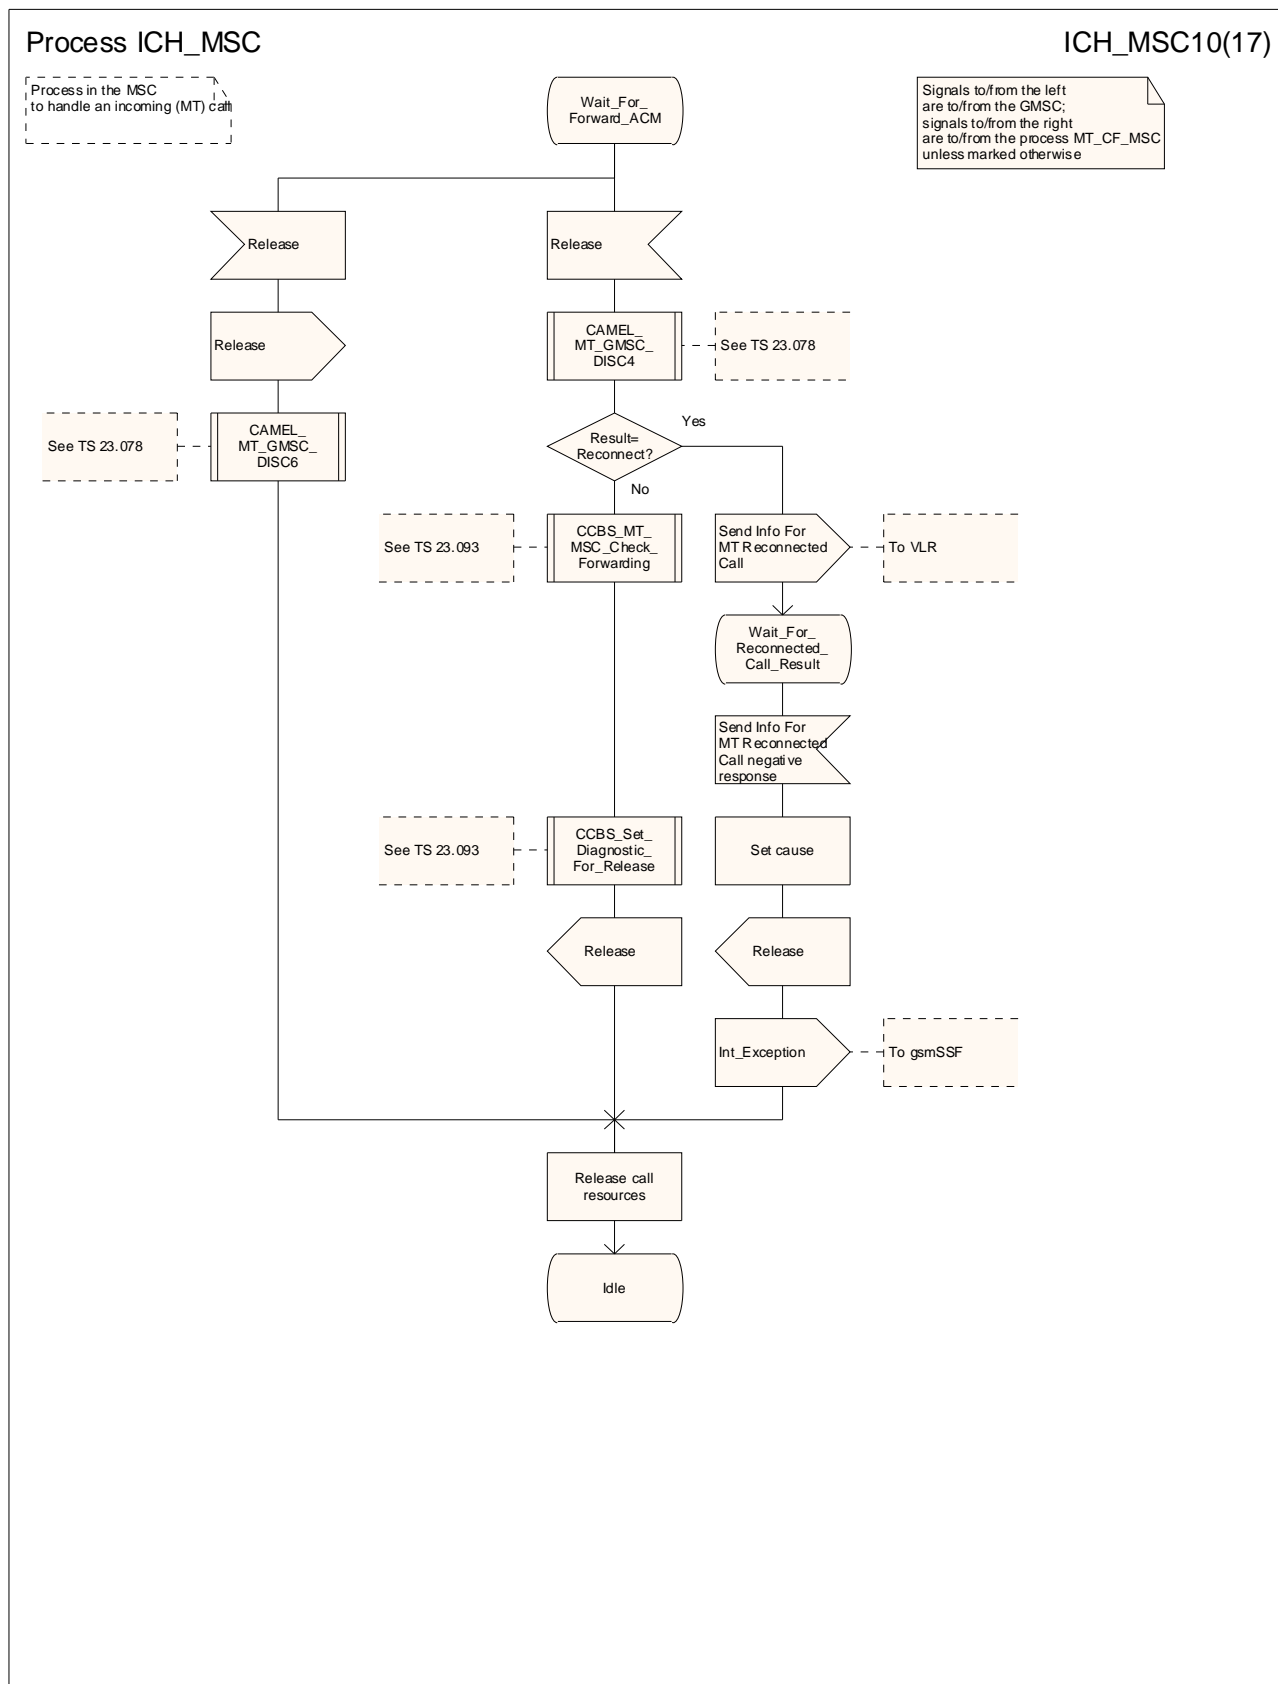 Process ICH_MSC
ICH_MSC10(17)
Process in the MSC
to handle an incoming (MT) call
Signals to/from the left
are to/from the GMSC;
signals to/from the right
are to/from the process MT_CF_MSC
unless marked otherwise
Wait_For_
Forward_ACM
Release
Release
Release
CAMEL_
MT_GMSC_
DISC4
See TS 23.078
See TS 23.078
CAMEL_
MT_GMSC_
DISC6
Result=
Reconnect?
Yes
No
See TS 23.093
CCBS_MT_
MSC_Check_
Forwarding
Send Info For
MT Reconnected
Call
To VLR
Wait_For_
Reconnected_
Call_Result
Send Info For
MT Reconnected
Call negative
response
See TS 23.093
CCBS_Set_
Diagnostic_
For_Release
Set cause
Release
Release
Int_Exception
To gsmSSF
Release call
resources
Idle